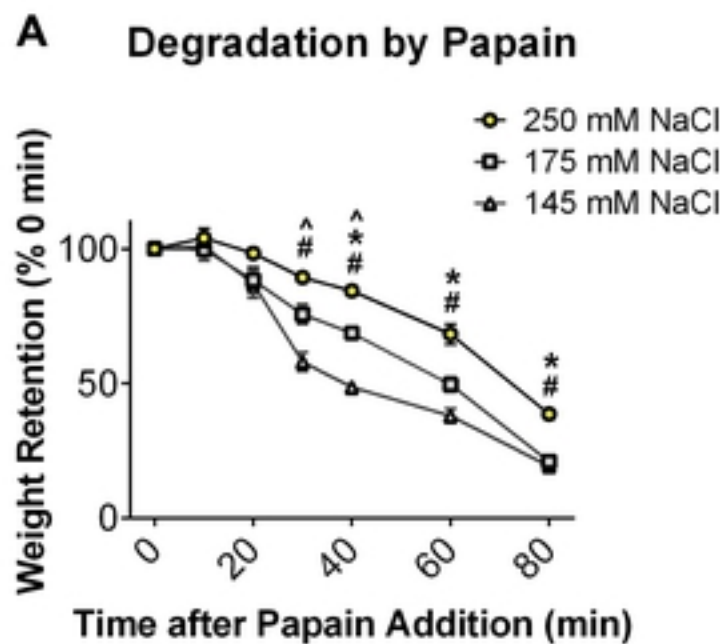 A
Degradation by Papain
250 mM NaCl
175 mM NaCl
145 mM NaCl
Weight Retention (% 0 min)
100
50
0
^
#
^
*
#
*
#
*
#
0
20
40
60
80
Time after Papain Addition (min)